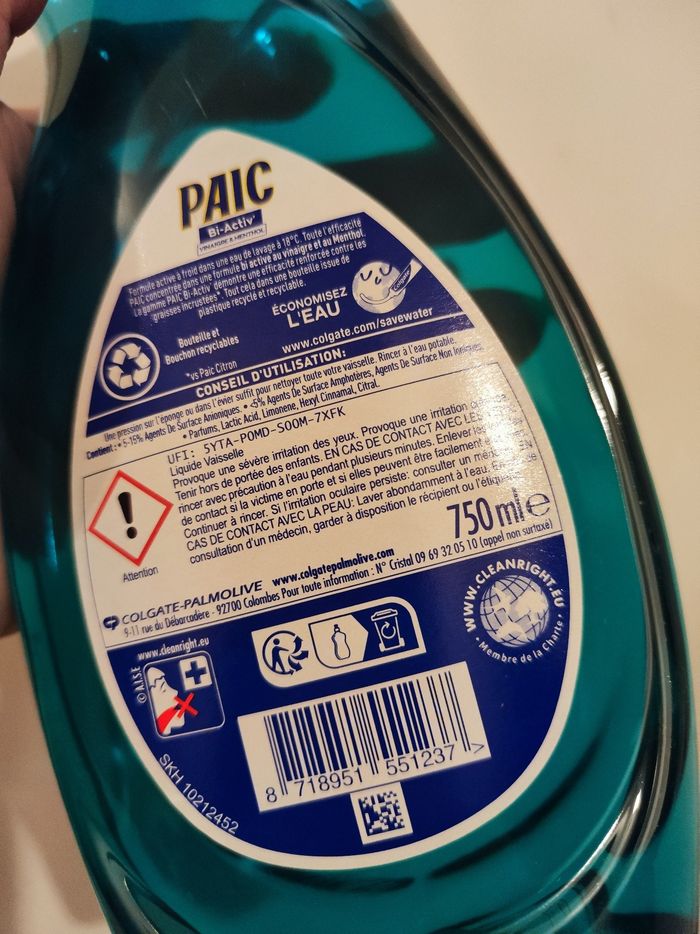 PAIC
Bi-Activ'
VINAIGRE & MENTHOL
Formule active à froid dans une eau de lavage à 18°C. Toute l'efficacité
PAIC concentrée dans une formule bi active au vinaigre et au Menthol.
La gamme PAIC Bi-Activ' démontre une efficacité renforcée contre les
graisses incrustées*. Tout cela dans une bouteille issue de
plastique recyclé et recyclable.
Bouteille et
Bouchon recyclables
*vs Paic Citron
ÉCONOMISEZ
L'EAU
Colgate
www.colgate.com/savewater
CONSEIL D'UTILISATION:
Une pression sur l'éponge ou dans l'évier suffit pour nettoyer toute votre vaisselle. Rincer à l'eau potable.
Contient: • 5-15% Agents De Surface Anioniques. • <5% Agents De Surface Amphotères, Agents De Surface Non Ioniques.
• Parfums, Lactic Acid, Limonene, Hexyl Cinnamal, Citral.
UFI: 5YTA-P0MD-S00M-7XFK
Liquide Vaisselle
Provoque une sévère irritation des yeux. Provoque une irritation
Tenir hors de portée des enfants. EN CAS DE CONTACT AVEC LES
rincer avec précaution à l'eau pendant plusieurs minutes. Enlever les
de contact si la victime en porte et si elles peuvent être facilement
Continuer à rincer. Si l'irritation oculaire persiste: consulter un EN
CAS DE CONTACT AVEC LA PEAU: Laver abondamment à l'eau. En de
consultation d'un médecin, garder à disposition le récipient ou l'étiquette.
Attention
750 ml e
COLGATE-PALMOLIVE www.colgatepalmolive.com
9-11 rue du Débarcadère - 92700 Colombes Pour toute information : N° Cristal 09 69 32 05 10 (appel non surtaxé)
www.cleanright.eu
© A.I.S.E
WWW.CLEANRIGHT.EU
• Membre de la Charte •
SKH 10212452
8 718951 551237 >